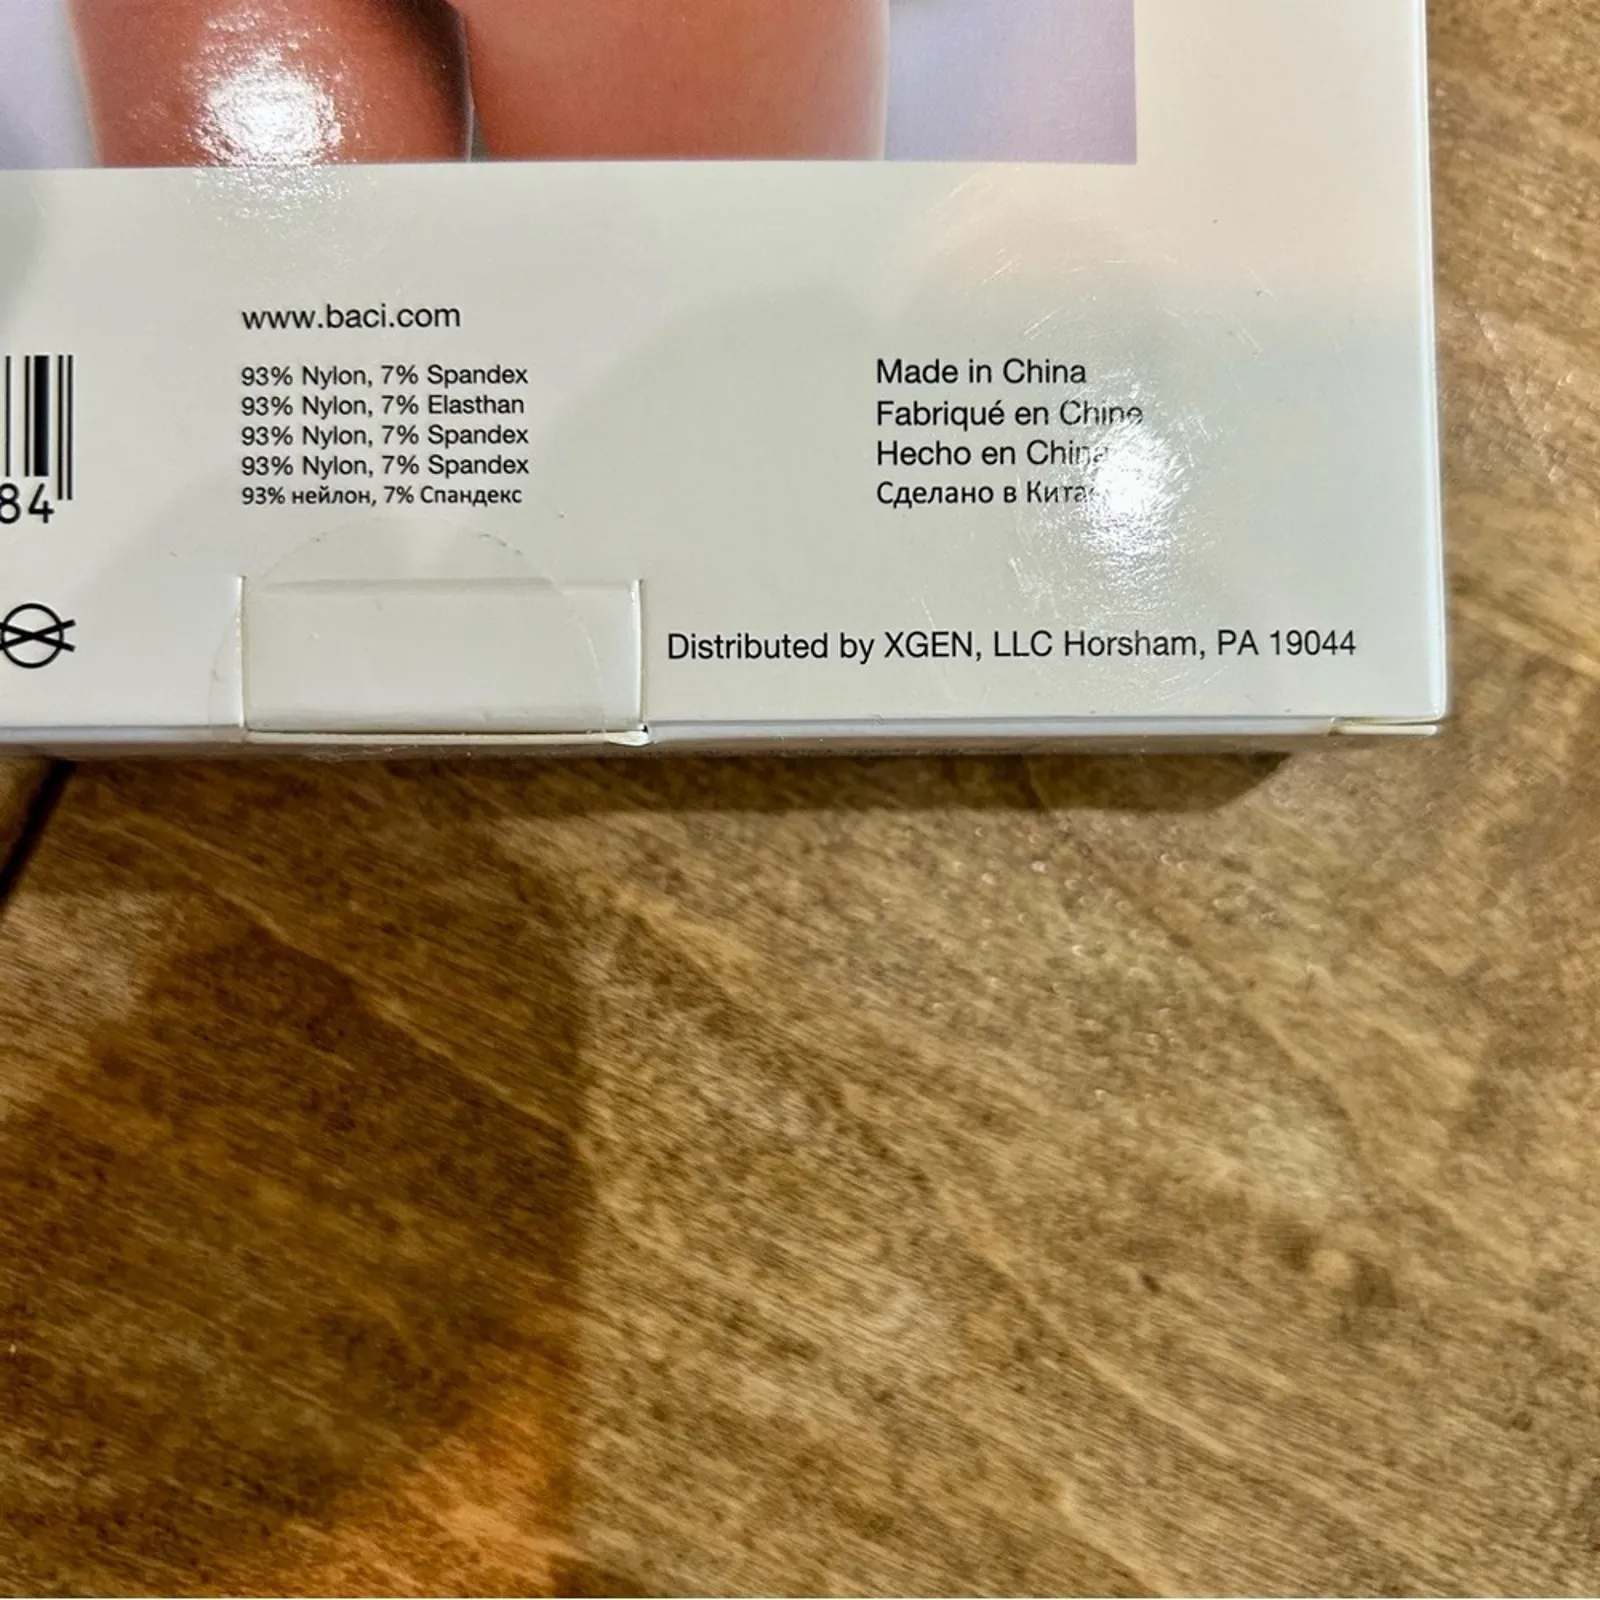 www.baci.com
93% Nylon, 7% Spandex
93% Nylon, 7% Elasthan
93% Nylon, 7% Spandex
93% Nylon, 7% Spandex
93% нейлон, 7% Спандекс
84
Made in China
Fabriqué en Chine
Hecho en China
Сделано в
Distributed by XGEN, LLC Horsham, PA 19044